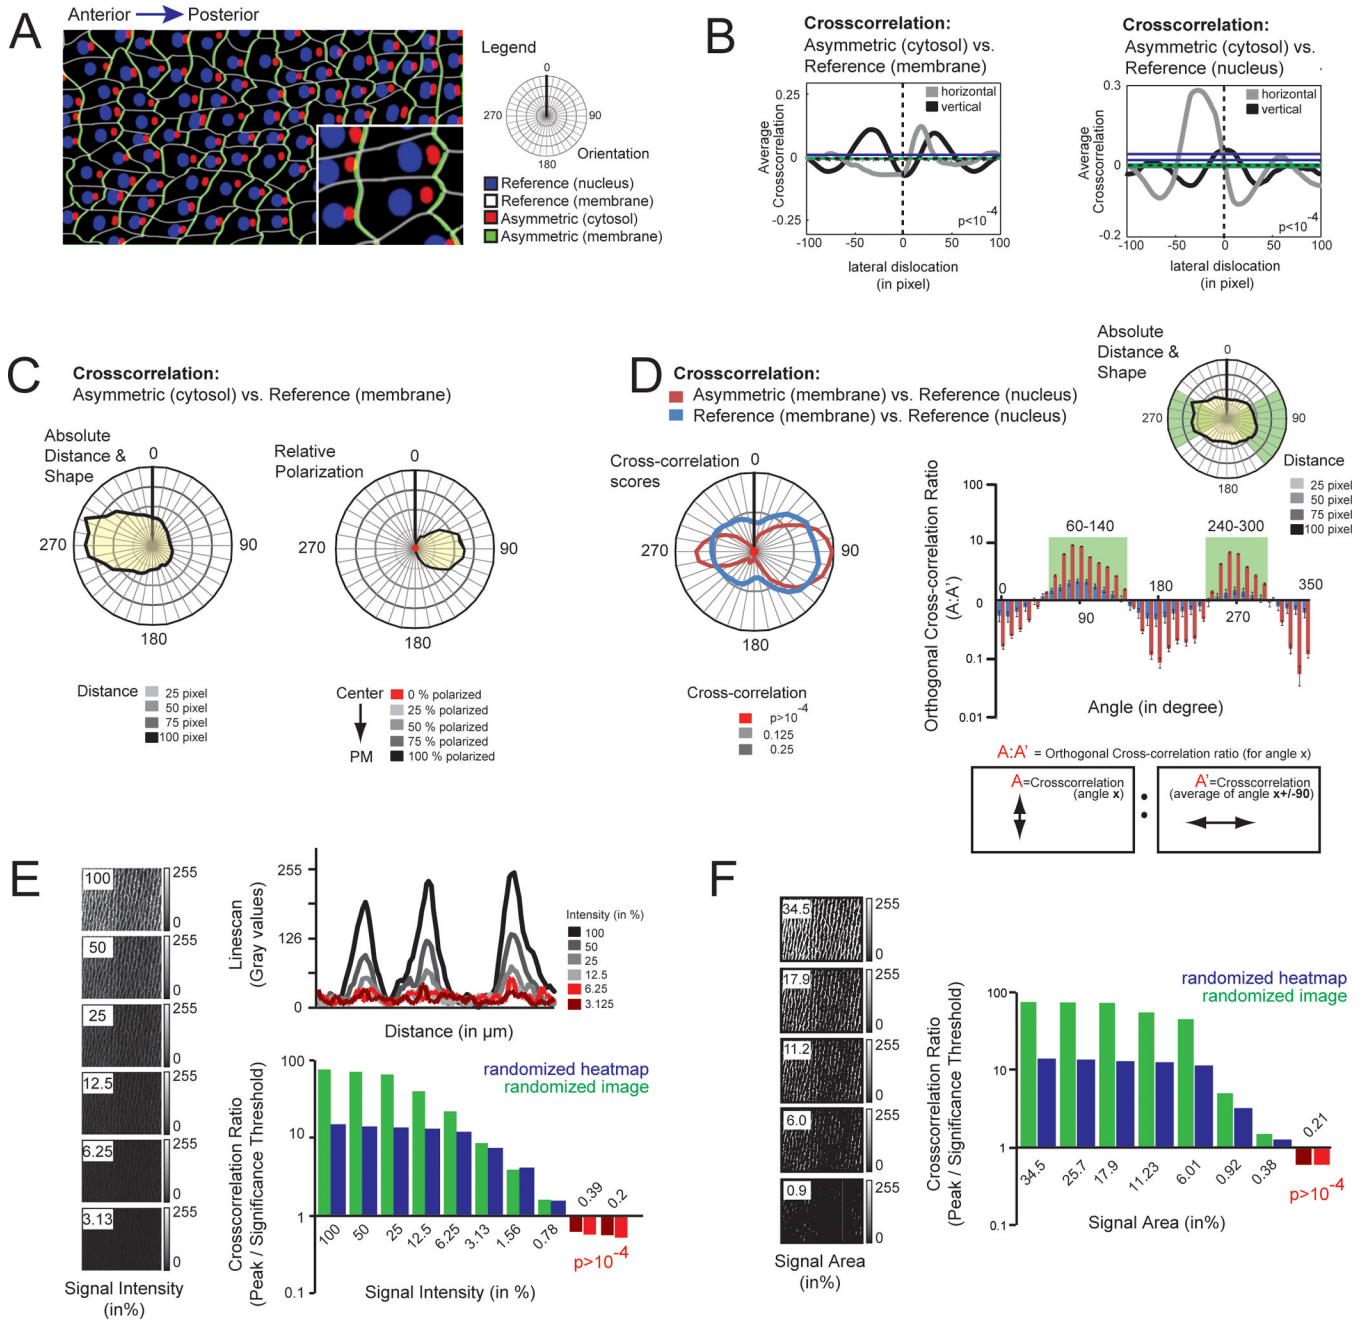 A
Anterior Posterior
Legend
0
270
90
180
Orientation
Reference (nucleus)
Reference (membrane)
Asymmetric (cytosol)
Asymmetric (membrane)
B
Crosscorrelation:
Asymmetric (cytosol) vs.
Reference (membrane)
horizontal
vertical
0.25
0
-0.25
Average
Crosscorrelation
p<10-4
-100 -50 0 50 100
lateral dislocation
(in pixel)
Crosscorrelation:
Asymmetric (cytosol) vs.
Reference (nucleus)
horizontal
vertical
0.3
0
-0.2
Average
Crosscorrelation
p<10-4
-100 -50 0 50 100
lateral dislocation
(in pixel)
C
Crosscorrelation:
Asymmetric (cytosol) vs. Reference (membrane)
Absolute
Distance &
Shape
0
270
90
180
Distance
25 pixel
50 pixel
75 pixel
100 pixel
Relative
Polarization
0
270
90
180
Center
PM
0 % polarized
25 % polarized
50 % polarized
75 % polarized
100 % polarized
D
Crosscorrelation:
Asymmetric (membrane) vs. Reference (nucleus)
Reference (membrane) vs. Reference (nucleus)
Cross-correlation
scores
0
270
90
180
Cross-correlation
p>10-4
0.125
0.25
Absolute
Distance &
Shape
0
270
90
180
Distance
25 pixel
50 pixel
75 pixel
100 pixel
Orthogonal Cross-correlation Ratio
(A:A')
100
10
0
0.1
0.01
60-140
240-300
0
90
180
270
350
Angle (in degree)
A:A' = Orthogonal Cross-correlation ratio (for angle x)
A=Crosscorrelation
(angle x)
:
A'=Crosscorrelation
(average of angle x+/-90)
E
100
255
0
50
255
0
25
255
0
12.5
255
0
6.25
255
0
3.13
255
0
Signal Intensity
(in%)
Linescan
(Gray values)
255
126
0
Distance (in µm)
Intensity (in %)
100
50
25
12.5
6.25
3.125
Crosscorrelation Ratio
(Peak / Significance Threshold)
100
10
1
0.1
randomized heatmap
randomized image
100 50 25 12.5 6.25 3.13 1.56 0.78 0.39 0.2
p>10-4
Signal Intensity (in %)
F
34.5
255
0
17.9
255
0
11.2
255
0
6.0
255
0
0.9
255
0
Signal Area
(in%)
Crosscorrelation Ratio
(Peak / Significance Threshold)
100
10
1
0.1
randomized heatmap
randomized image
34.5 25.7 17.9 11.23 6.01 0.92 0.38 0.21
p>10-4
Signal Area (in%)